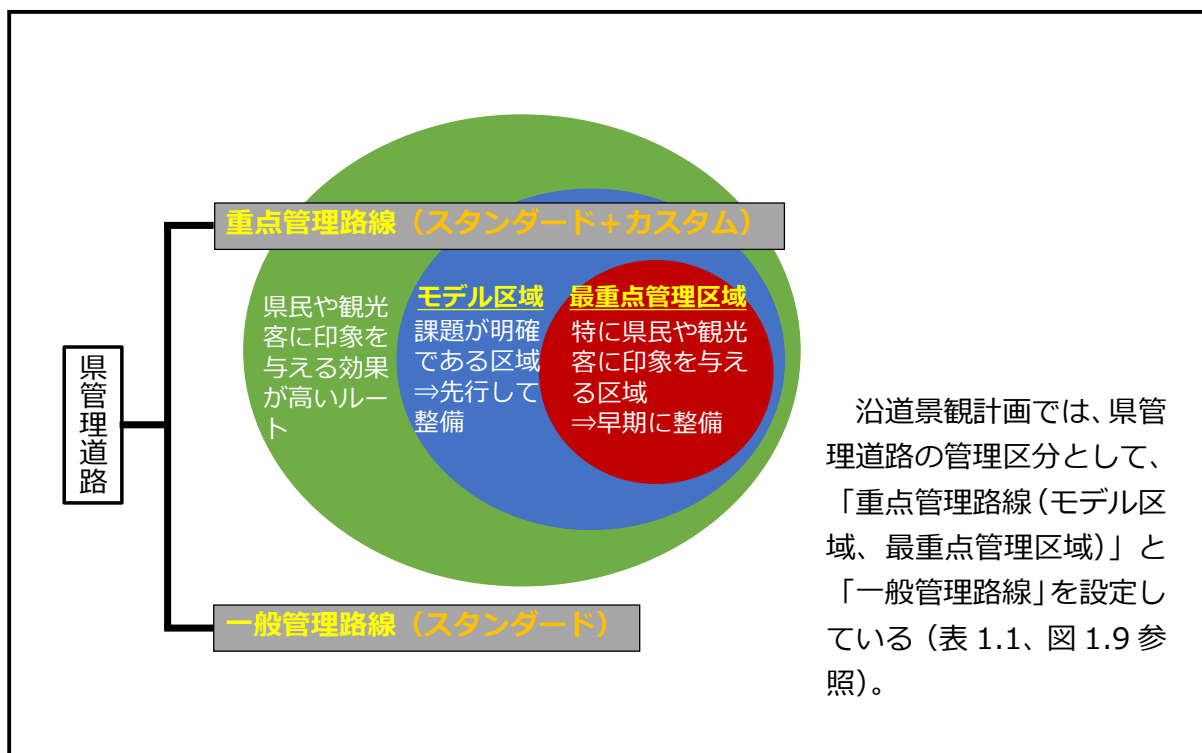 重点管理路線（スタンダード＋カスタム）
県民や観光
客に印象を
与える効果
が高いルー
ト
モデル区域
課題が明確
である区域
⇒先行して
整備
最重点管理区域
特に県民や観光
客に印象を与え
る区域
⇒早期に整備
県管理道路
一般管理路線（スタンダード）
沿道景観計画では、県管
理道路の管理区分として、
「重点管理路線（モデル区
域、最重点管理区域）」と
「一般管理路線」を設定し
ている（表 1.1、図 1.9 参
照）。